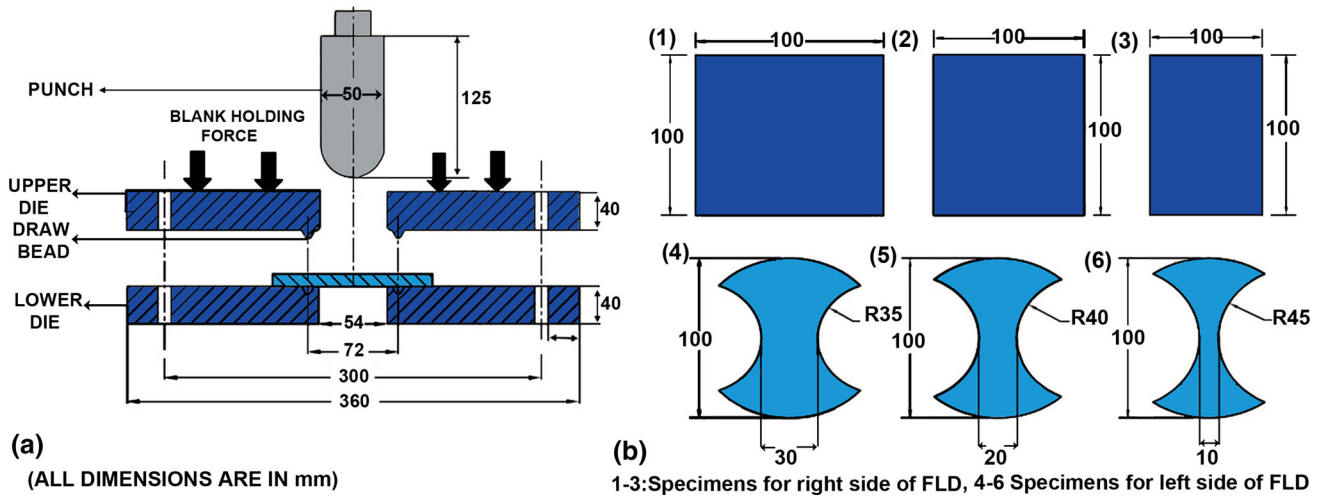 PUNCH
50
125
BLANK HOLDING
FORCE
UPPER
DIE
DRAW
BEAD
40
LOWER
DIE
40
54
72
300
360
(a)
(ALL DIMENSIONS ARE IN mm)
(1)
100
100
(2)
100
100
(3)
100
100
(4)
100
R35
30
(5)
100
R40
20
(6)
100
R45
10
(b)
1-3:Specimens for right side of FLD, 4-6 Specimens for left side of FLD